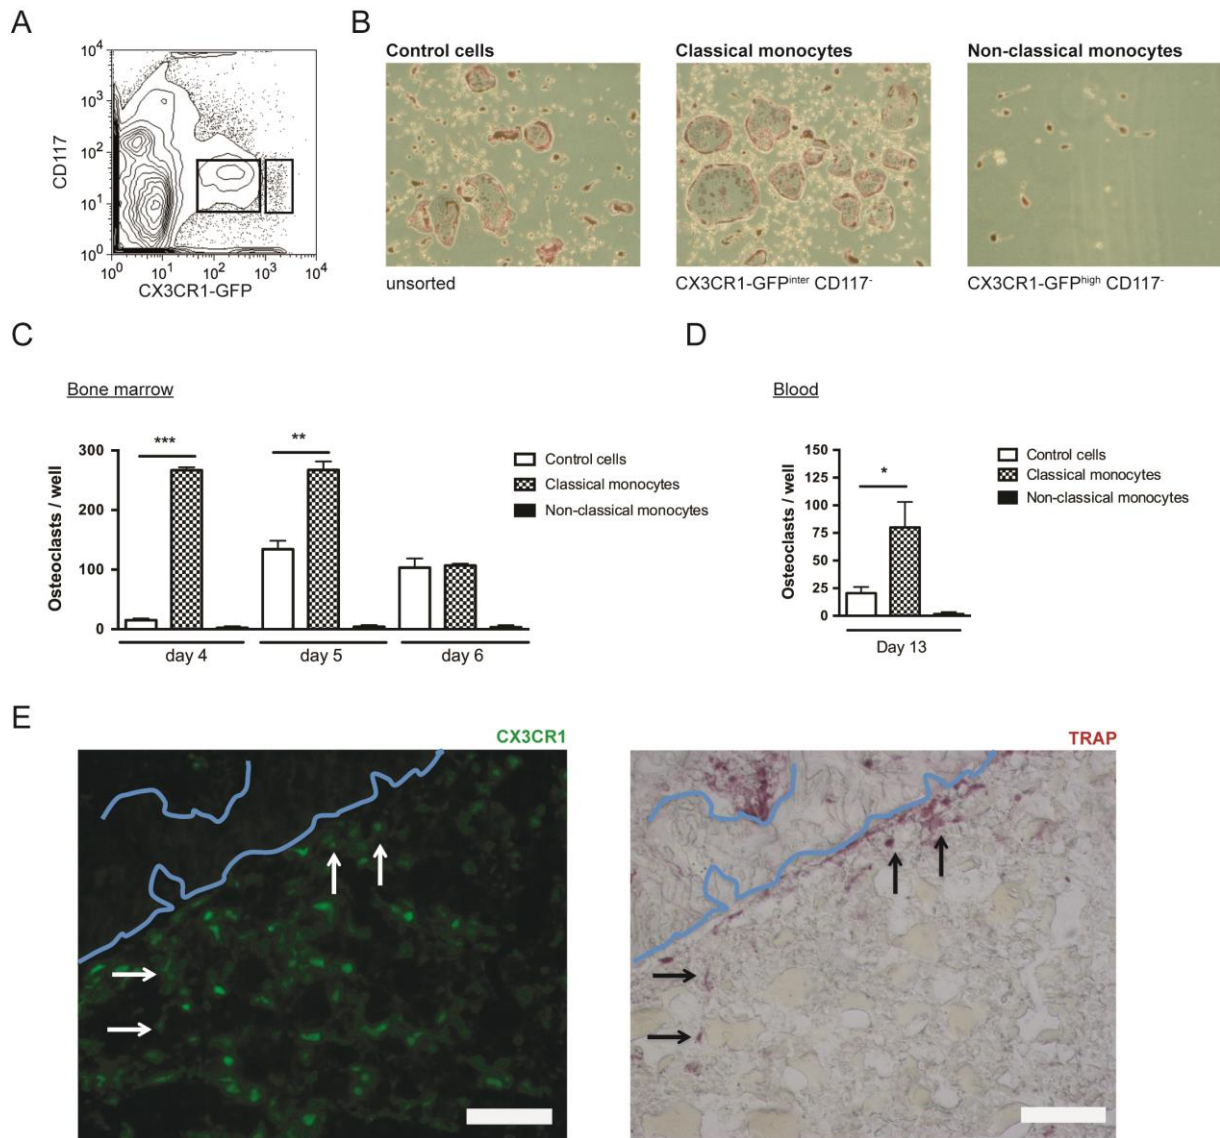 A
CD117
10⁴
10³
10²
10¹
10⁰
10⁰ 10¹ 10² 10³ 10⁴
CX3CR1-GFP
B
Control cells
unsorted
Classical monocytes
CX3CR1-GFPⁱⁿᵗᵉʳ CD117⁻
Non-classical monocytes
CX3CR1-GFPʰⁱᵍʰ CD117⁻
C
Bone marrow
Osteoclasts / well
300
200
100
0
***
**
day 4
day 5
day 6
Control cells
Classical monocytes
Non-classical monocytes
D
Blood
Osteoclasts / well
150
125
100
75
50
25
0
*
Day 13
Control cells
Classical monocytes
Non-classical monocytes
E
CX3CR1
TRAP